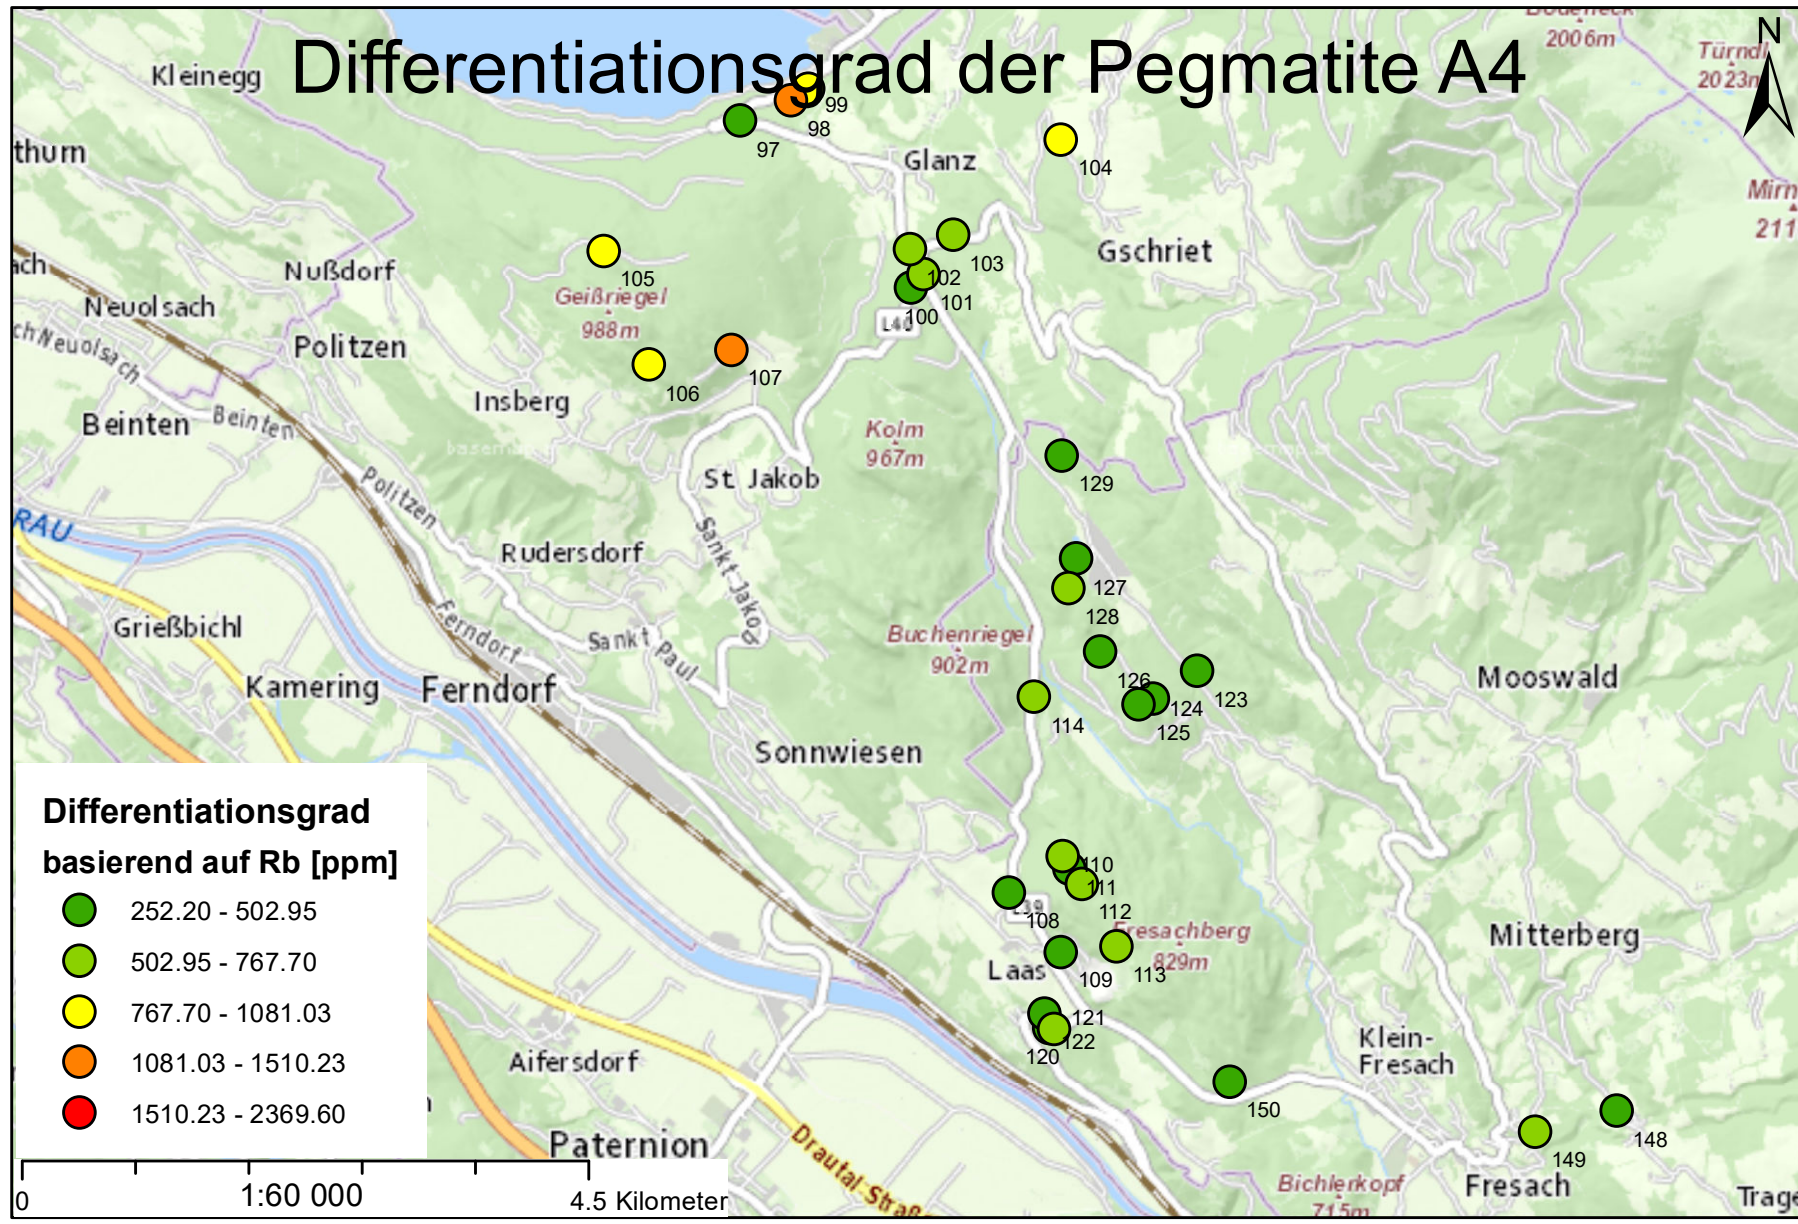 Differentiationsgrad der Pegmatite A4
N
2006m
Türndl
2023m
Kleinegg
99
98
97
Glanz
104
thurn
Mirn
211
105
Geißriegel
988m
Nußdorf
103
102
101
100
L40
Gschriet
ach
Neuolsach
Neuolsach
Politzen
Insberg
106
107
Beinten
Beinten
Kolm
967m
St. Jakob
129
Politzen
Sankt-Jakob
RAU
Rudersdorf
127
128
Grießbichl
Ferndorf
Sankt Paul
Buchenriegel
902m
126
123
124
125
Mooswald
Kamering
Ferndorf
114
Sonnwiesen
Differentiationsgrad
basierend auf Rb [ppm]
252.20 - 502.95
502.95 - 767.70
767.70 - 1081.03
1081.03 - 1510.23
1510.23 - 2369.60
110
111
112
108
L39
Fresachberg
829m
113
109
Laas
Mitterberg
121
122
120
Klein-
Fresach
Aifersdorf
150
148
149
Paternion
Drautal-Straß
Bichlerkopf
715m
Fresach
Trage
0
1:60 000
4.5 Kilometer